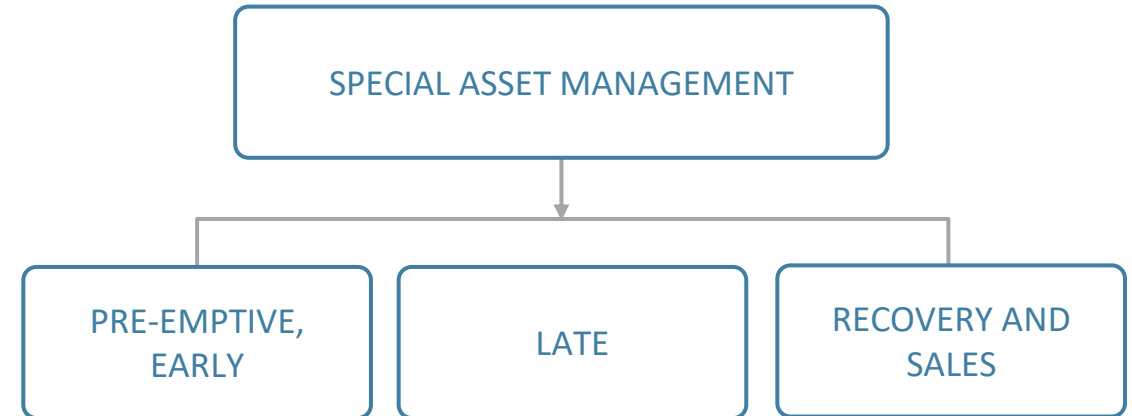 SPECIAL ASSET MANAGEMENT
PRE-EMPTIVE,
EARLY
LATE
RECOVERY AND
SALES